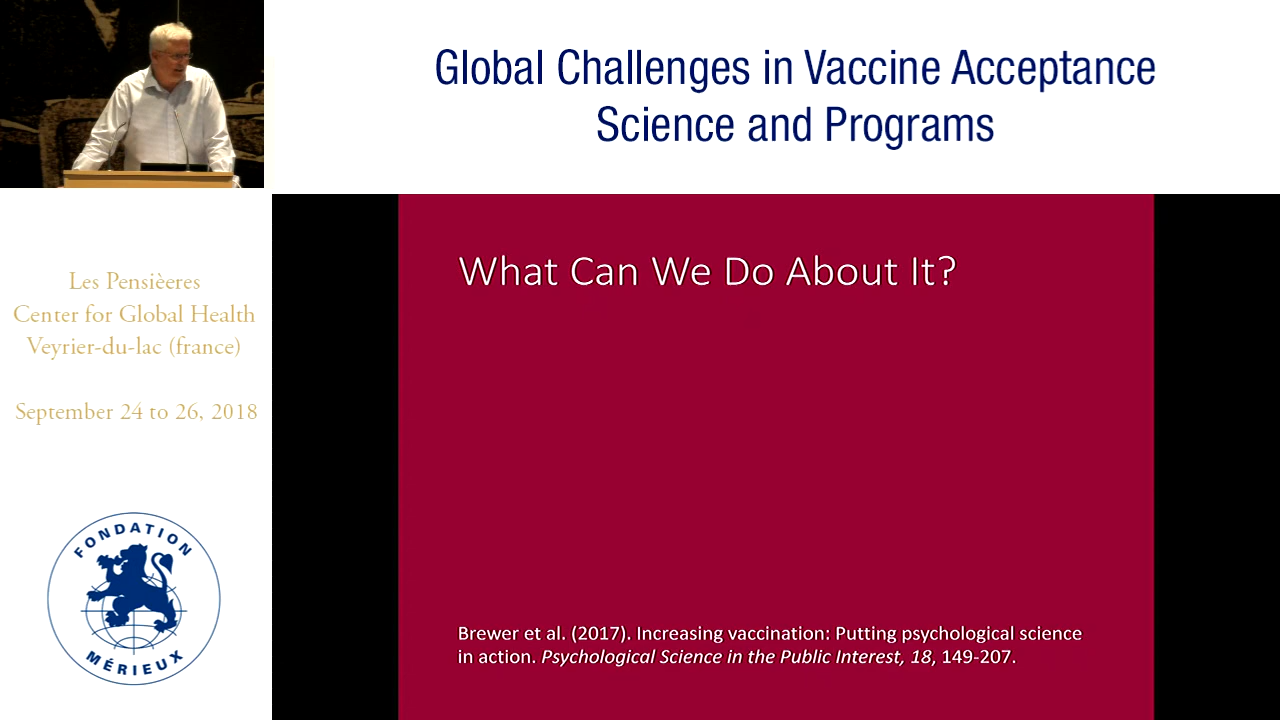 Global Challenges in Vaccine Acceptance
Science and Programs
Les Pensièeres
Center for Global Health
Veyrier-du-lac (france)
September 24 to 26, 2018
FONDATION
MÉRIEUX
What Can We Do About It?
Brewer et al. (2017). Increasing vaccination: Putting psychological science
in action. Psychological Science in the Public Interest, 18, 149-207.